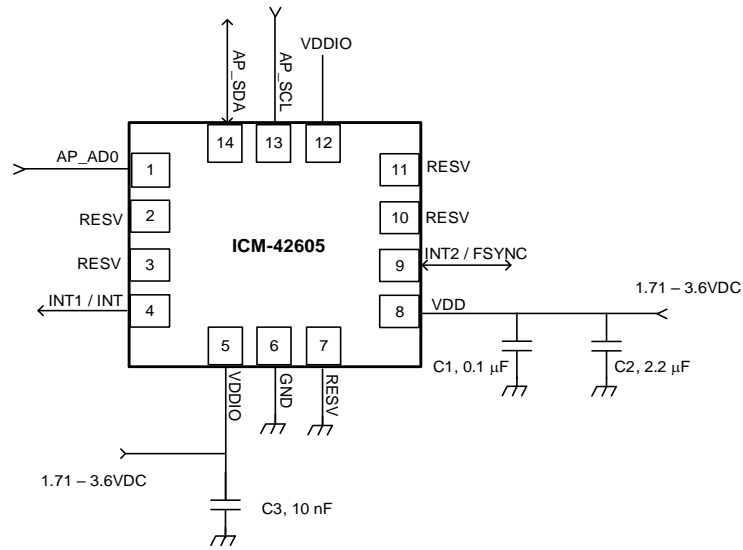 AP_SDA
AP_SCL
VDDIO
14
13
12
AP_AD0
1
11
RESV
RESV
2
10
RESV
ICM-42605
RESV
3
9
INT2 / FSYNC
INT1 / INT
4
8
VDD
1.71 – 3.6VDC
5
6
7
VDDIO
GND
RESV
C1, 0.1 μF
C2, 2.2 μF
1.71 – 3.6VDC
C3, 10 nF